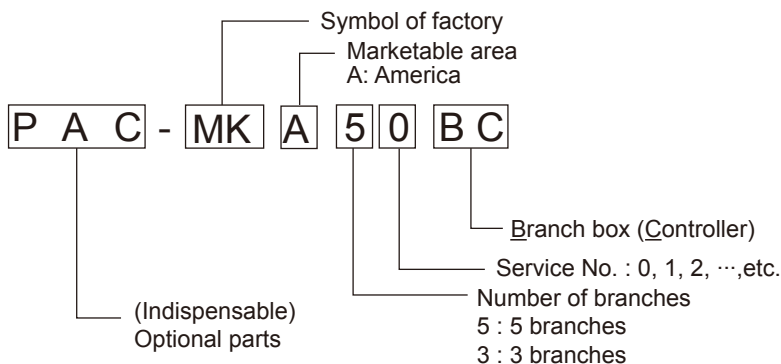 Symbol of factory
Marketable area
A: America
P A C - MK A 5 0 B C
Branch box (Controller)
Service No. : 0, 1, 2, ···,etc.
Number of branches
5 : 5 branches
3 : 3 branches
(Indispensable)
Optional parts